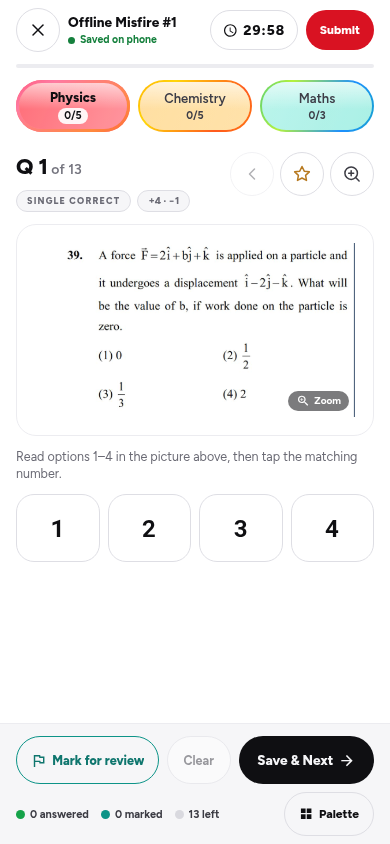 Offline Misfire #1
Saved on phone
29:58
Submit
Physics
0/5
Chemistry
0/5
Maths
0/3
Q 1 of 13
SINGLE CORRECT
+4 · −1
39. A force F⃗ = 2î + bĵ + k̂ is applied on a particle and
it undergoes a displacement î − 2ĵ − k̂. What will
be the value of b, if work done on the particle is
zero.
(1) 0
(2) 1/2
(3) 1/3
(4) 2
Zoom
Read options 1–4 in the picture above, then tap the matching
number.
1
2
3
4
Mark for review
Clear
Save & Next →
0 answered
0 marked
13 left
Palette